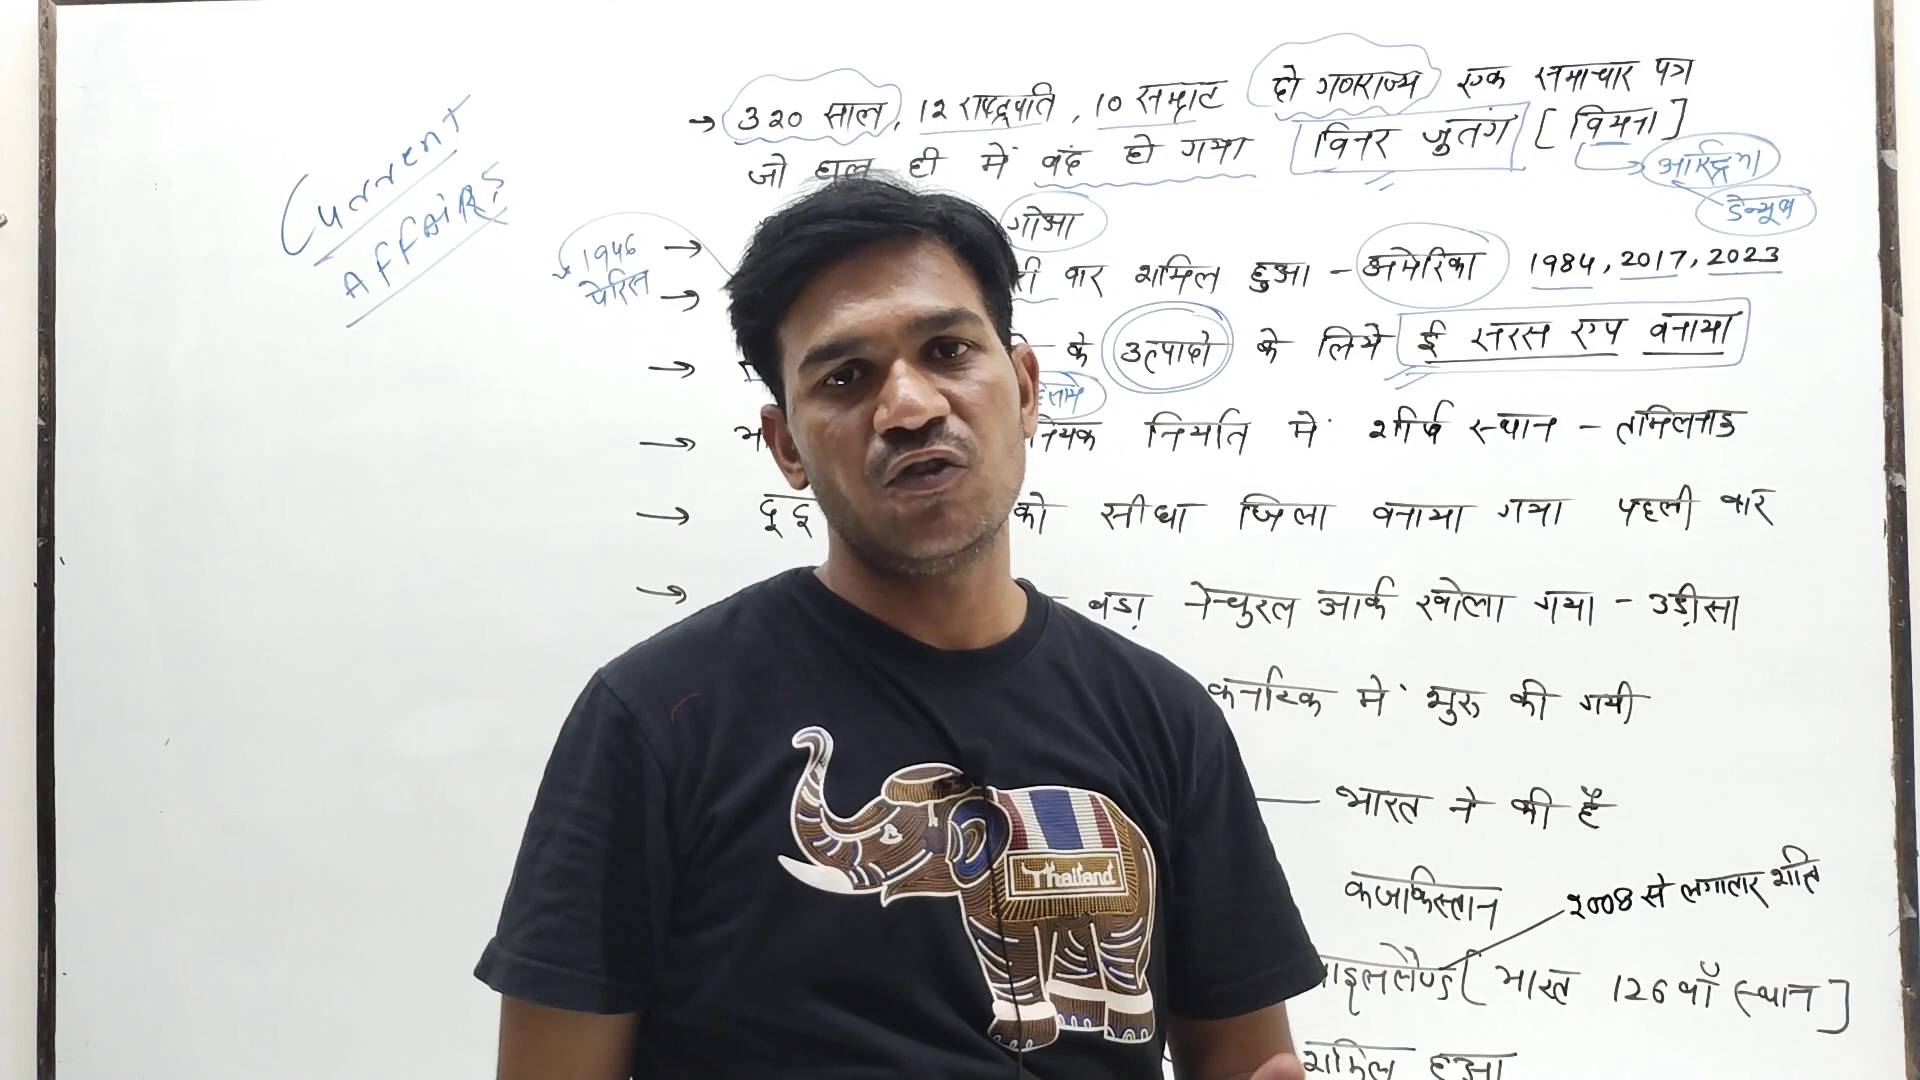 Current
Affairs
→ 320 साल, 12 राष्ट्रपति, 10 सम्राट दो गणराज्य एक समाचार पत्र
जो हाल ही में बंद हो गया विनर जुतंग [वियना]
आस्ट्रिया
डेन्यूब
1946
पेरिस
→ गोआ
→ बार शामिल हुआ - अमेरिका 1984, 2017, 2023
→ के उत्पादो के लिये ई सरस एप बनाया
→ निर्यात में शीर्ष स्थान - तमिलनाडु
→ दूदू को सीधा जिला बनाया गया पहली बार
→ बड़ा नेचुरल आर्क खोला गया - उड़ीसा
कर्नाटक में शुरु की गयी
भारत ने की है
कजाकिस्तान 2008 से लगातार शांति
[भारत 126 वाँ स्थान]
शामिल हुआ
Thailand